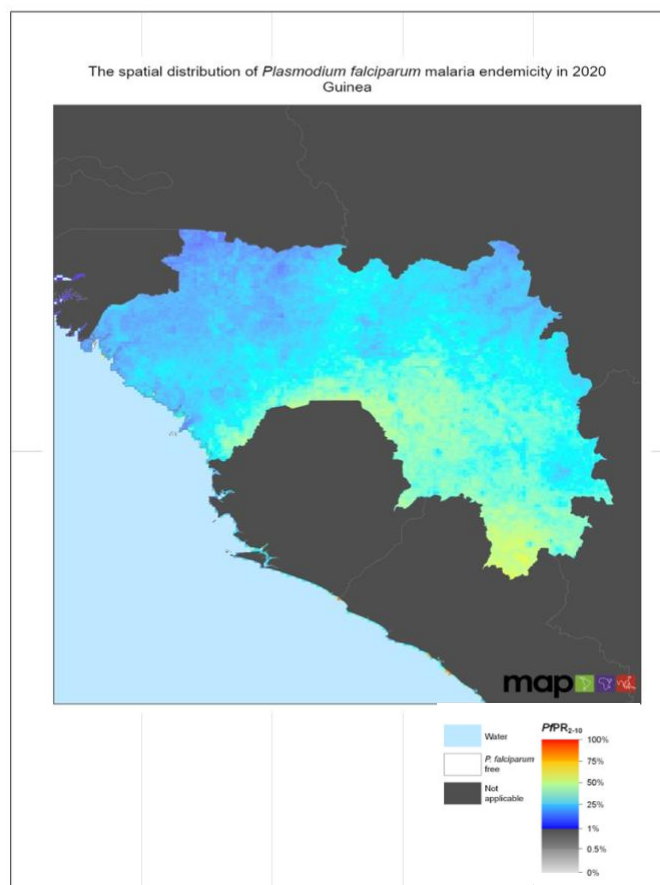 The spatial distribution of Plasmodium falciparum malaria endemicity in 2020
Guinea
map
Water
P. falciparum
free
Not
applicable
PfPR2-10
100%
75%
50%
25%
1%
0.5%
0%